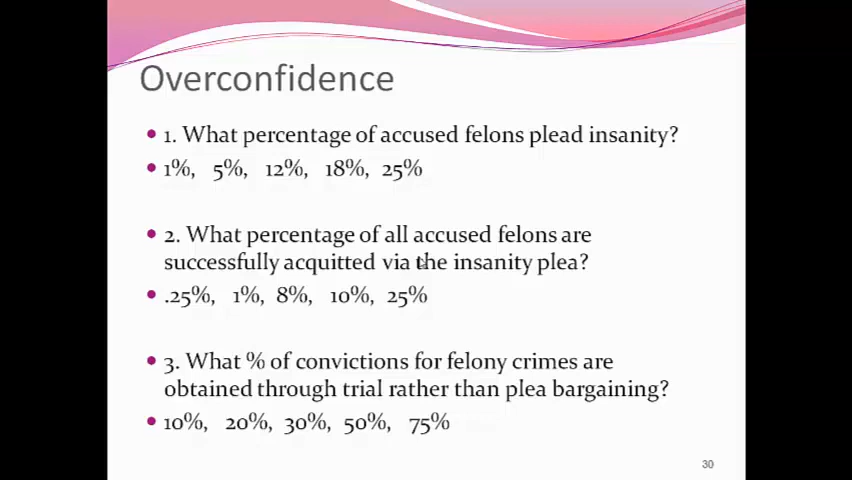 Overconfidence
• 1. What percentage of accused felons plead insanity?
• 1%, 5%, 12%, 18%, 25%
• 2. What percentage of all accused felons are
successfully acquitted via the insanity plea?
• .25%, 1%, 8%, 10%, 25%
• 3. What % of convictions for felony crimes are
obtained through trial rather than plea bargaining?
• 10%, 20%, 30%, 50%, 75%
30